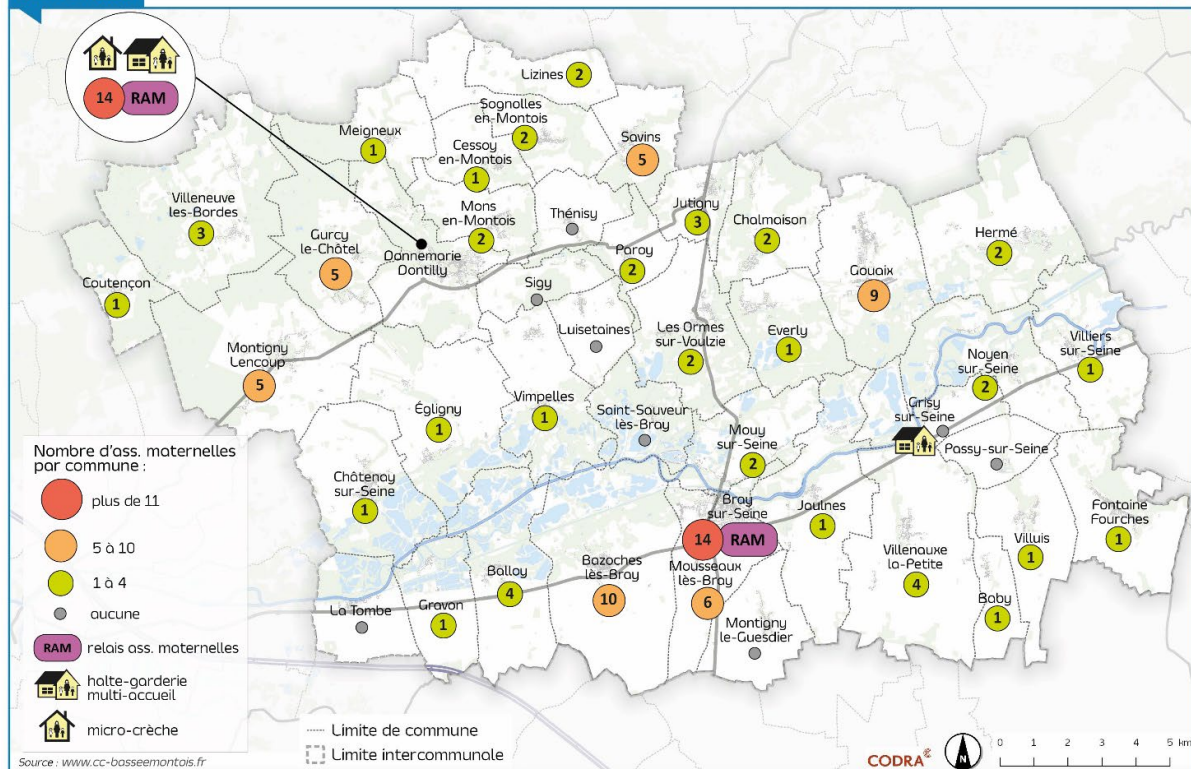 14
RAM
Lizines
2
Sognolles
en-Montois
2
Savins
5
Meigneux
1
Cessoy
en-Montois
1
Villeneuve
les-Bordes
3
Gurcy
le-Châtel
5
Mons
en-Montois
2
Thénisy
Jutigny
3
Chalmaison
2
Hermé
2
Donnemarie
Dontilly
Paroy
2
Gouaix
9
Coutençon
1
Sigy
Luisetaines
Les Ormes
sur-Voulzie
2
Everly
1
Villiers
sur-Seine
1
Montigny
Lencoup
5
Noyen
sur-Seine
2
Vimpelles
1
Égligny
1
Saint-Sauveur
lès-Bray
Mouy
sur-Seine
2
Grisy
sur-Seine
Passy-sur-Seine
Châtenay
sur-Seine
1
Bray
sur-Seine
14
RAM
Jaulnes
1
Fontaine
Fourches
1
Villuis
1
Villenauxe
la-Petite
4
Bazoches
lès-Bray
10
Mousseaux
lès-Bray
6
Balloy
4
Baby
1
La Tombe
Gravon
1
Montigny
le-Guesdier
Nombre d'ass. maternelles
par commune :
plus de 11
5 à 10
1 à 4
aucune
RAM relais ass. maternelles
halte-garderie
multi-accueil
micro-crèche
Limite de commune
Limite intercommunale
Source : www.cc-basseemontois.fr
CODRA
N
0 1 2 3 4 5 km